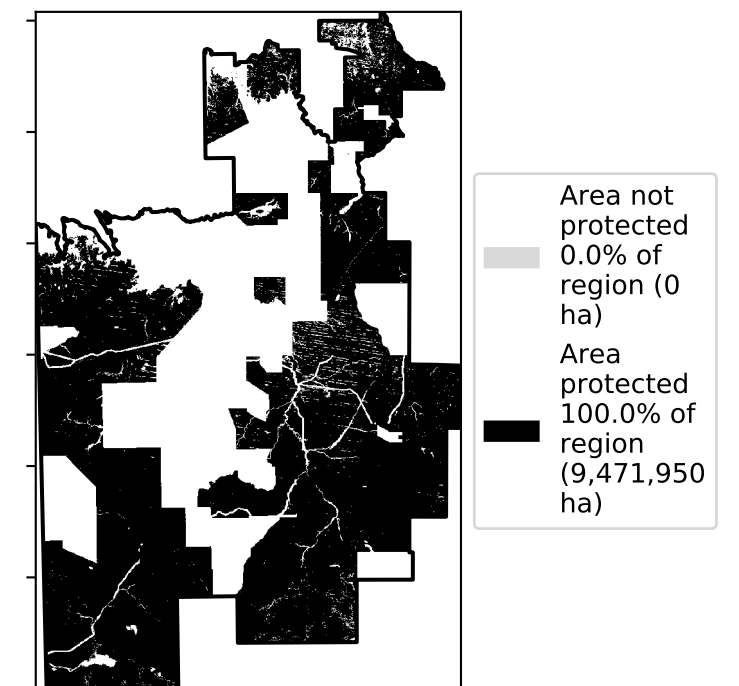 Area not
protected
0.0% of
region (0
ha)
Area
protected
100.0% of
region
(9,471,950
ha)